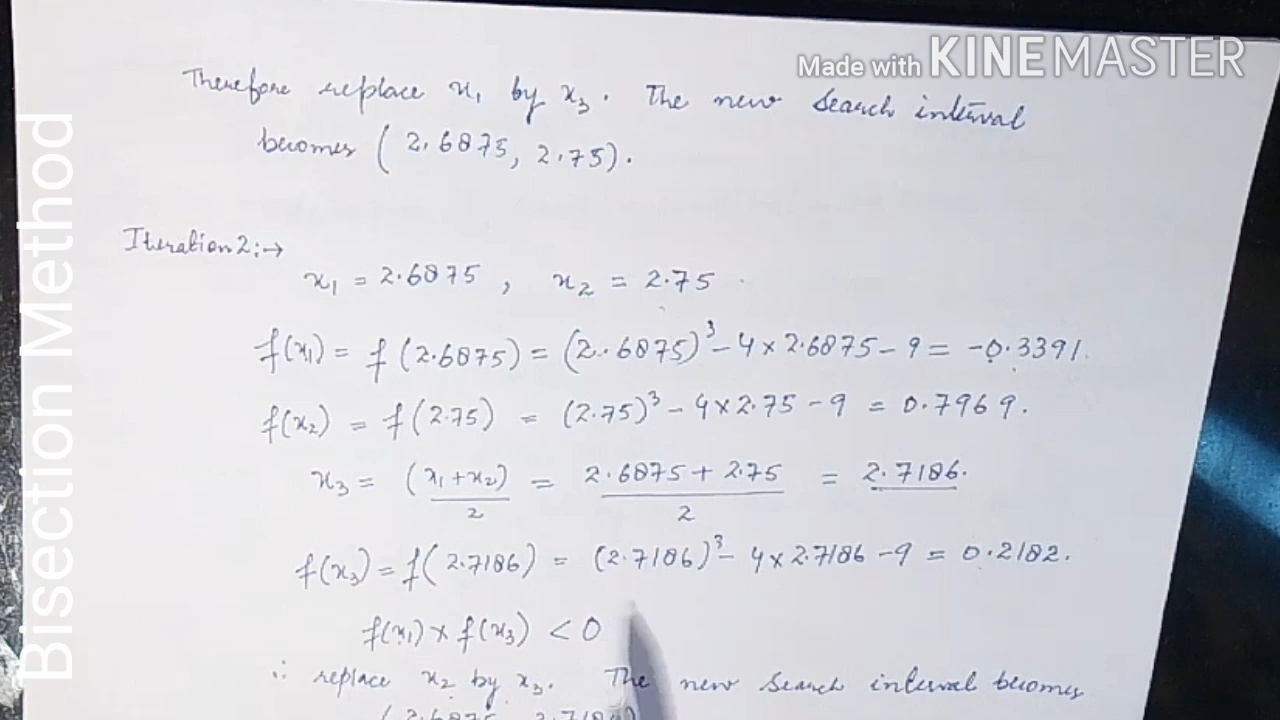 Made with KINEMASTER
Bisection Method
Therefore replace x₁ by x₃. The new search interval
becomes (2.6875, 2.75).
Iteration 2:→
x₁ = 2.6875 , x₂ = 2.75
f(x₁) = f(2.6875) = (2.6875)³ - 4 × 2.6875 - 9 = -0.3391.
f(x₂) = f(2.75) = (2.75)³ - 4 × 2.75 - 9 = 0.7969.
x₃ = (x₁+x₂)/2 = 2.6875 + 2.75/2 = 2.7186.
f(x₃) = f(2.7186) = (2.7186)³ - 4 × 2.7186 - 9 = 0.2182.
f(x₁) × f(x₃) < 0
∴ replace x₂ by x₃. The new search interval becomes
(2.6875, 2.7186)